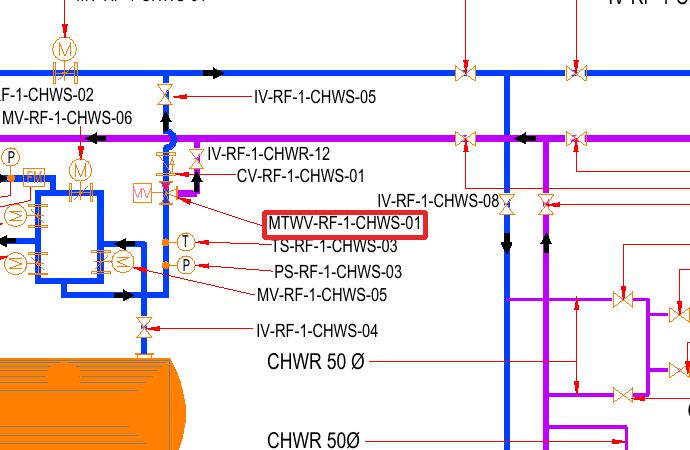 M
IV-RF-1-CHWS-05
RF-1-CHWS-02
MV-RF-1-CHWS-06
IV-RF-1-CHWR-12
P
M
CV-RF-1-CHWS-01
FM
MV
IV-RF-1-CHWS-08
M
MTWV-RF-1-CHWS-01
T
TS-RF-1-CHWS-03
M
M
P
PS-RF-1-CHWS-03
MV-RF-1-CHWS-05
IV-RF-1-CHWS-04
CHWR 50 Ø
CHWR 50Ø